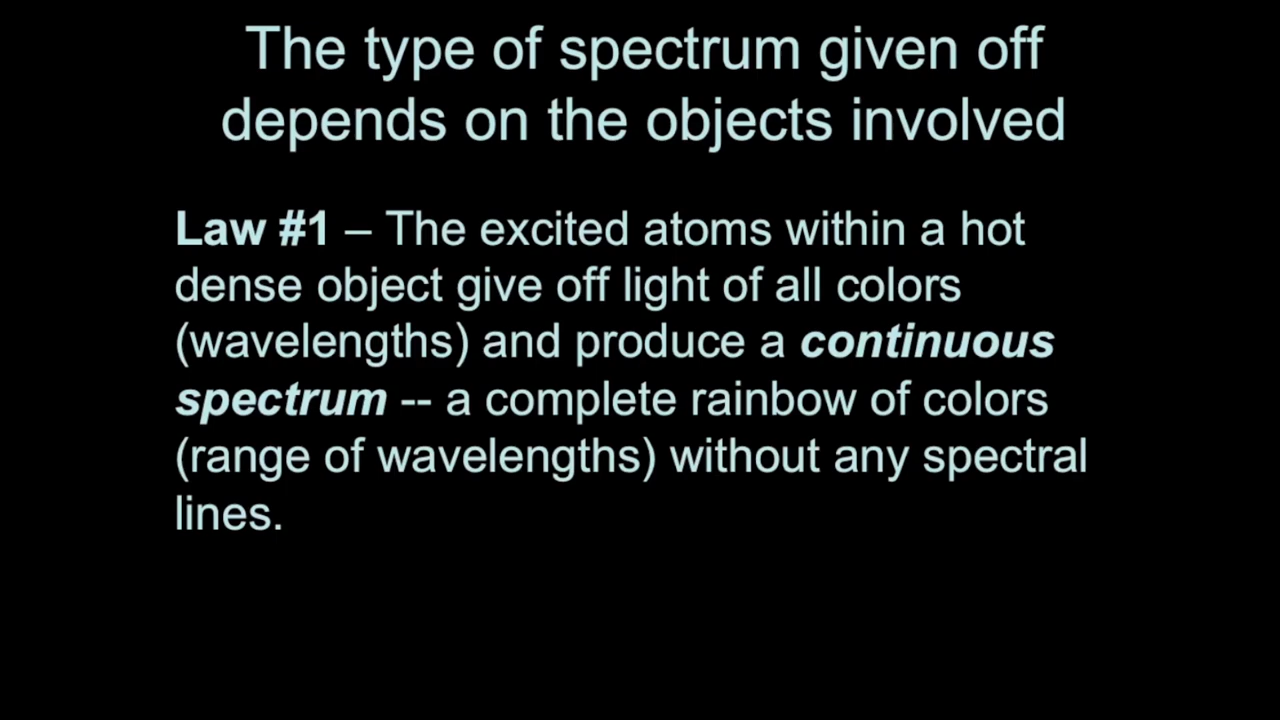 The type of spectrum given off
depends on the objects involved
Law #1 – The excited atoms within a hot
dense object give off light of all colors
(wavelengths) and produce a continuous
spectrum -- a complete rainbow of colors
(range of wavelengths) without any spectral
lines.